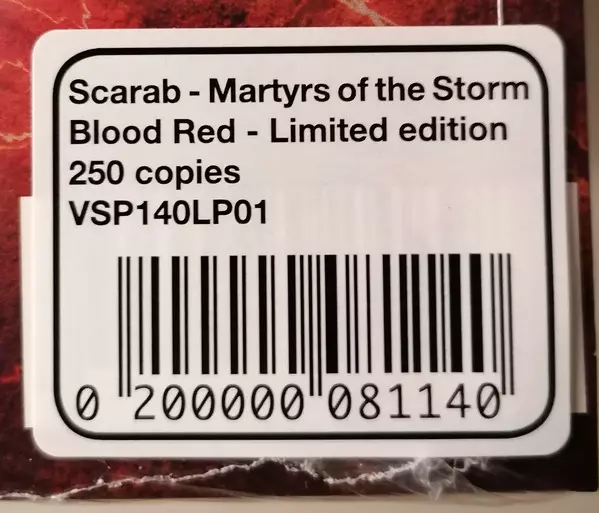 Scarab - Martyrs of the Storm
Blood Red - Limited edition
250 copies
VSP140LP01
0 200000 081140